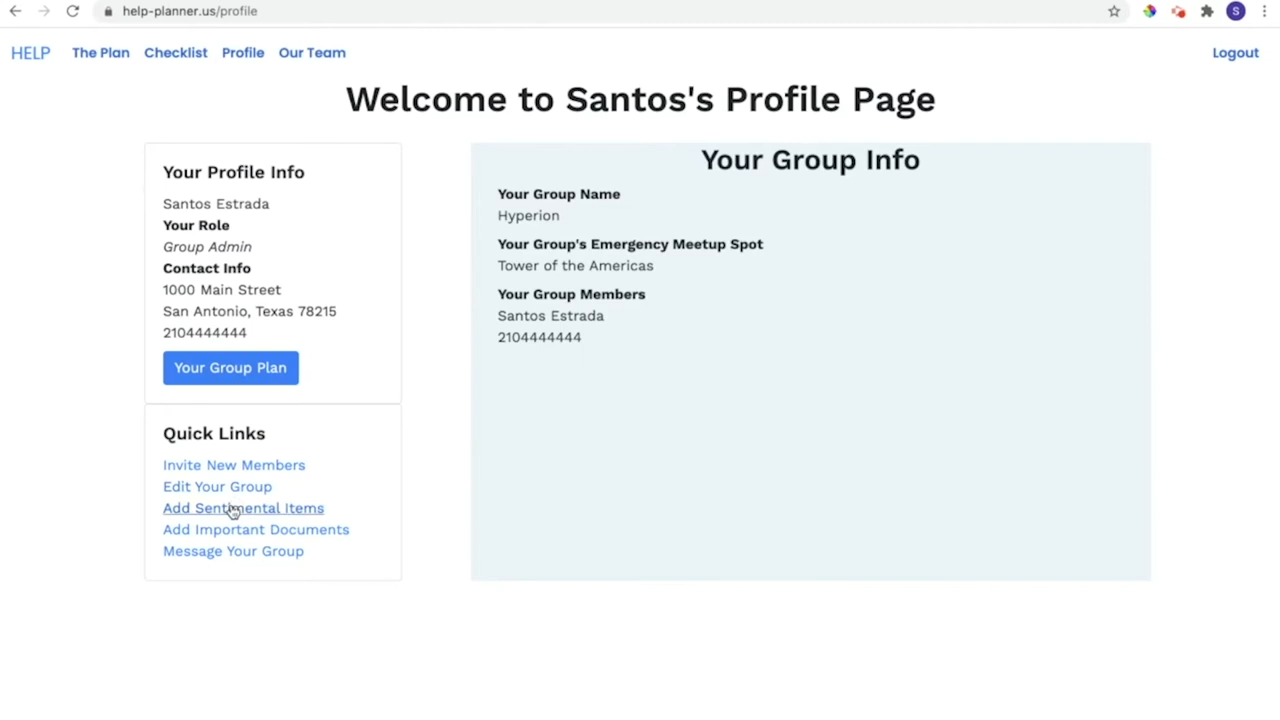 help-planner.us/profile
S
HELP The Plan Checklist Profile Our Team Logout
Welcome to Santos's Profile Page
Your Profile Info
Santos Estrada
Your Role
Group Admin
Contact Info
1000 Main Street
San Antonio, Texas 78215
2104444444
Your Group Plan
Quick Links
Invite New Members
Edit Your Group
Add Sentimental Items
Add Important Documents
Message Your Group
Your Group Info
Your Group Name
Hyperion
Your Group's Emergency Meetup Spot
Tower of the Americas
Your Group Members
Santos Estrada
2104444444